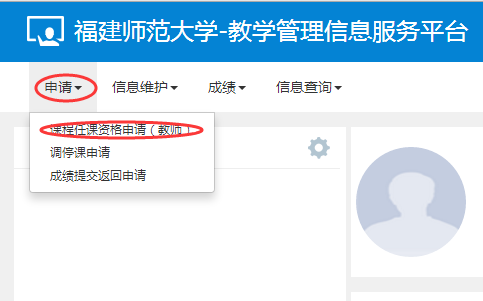 福建师范大学-教学管理信息服务平台
申请 信息维护 成绩 信息查询
课程任课资格申请（教师）
调停课申请
成绩提交返回申请